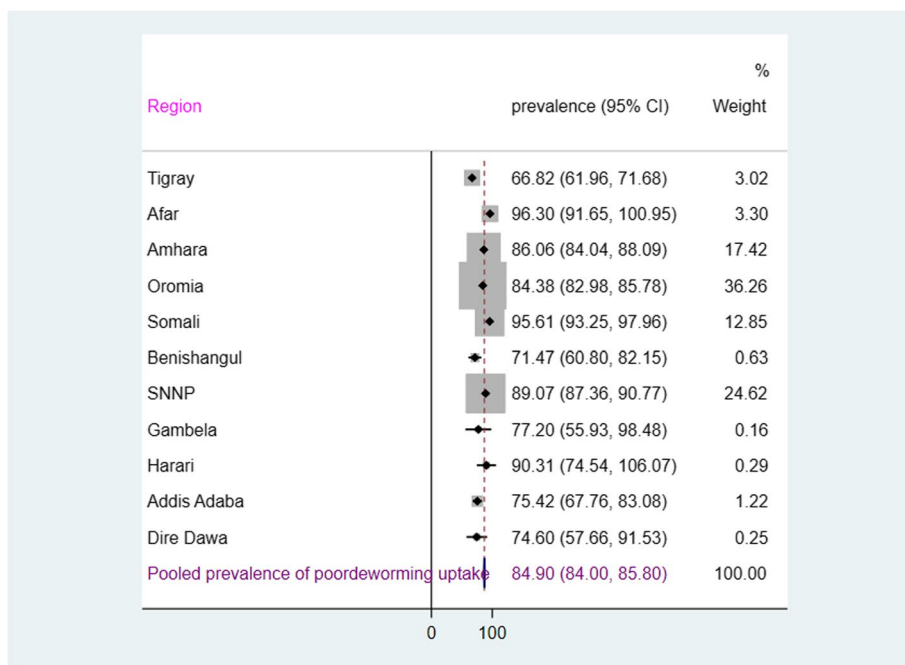 %
Region prevalence (95% CI) Weight
Tigray 66.82 (61.96, 71.68) 3.02
Afar 96.30 (91.65, 100.95) 3.30
Amhara 86.06 (84.04, 88.09) 17.42
Oromia 84.38 (82.98, 85.78) 36.26
Somali 95.61 (93.25, 97.96) 12.85
Benishangul 71.47 (60.80, 82.15) 0.63
SNNP 89.07 (87.36, 90.77) 24.62
Gambela 77.20 (55.93, 98.48) 0.16
Harari 90.31 (74.54, 106.07) 0.29
Addis Adaba 75.42 (67.76, 83.08) 1.22
Dire Dawa 74.60 (57.66, 91.53) 0.25
Pooled prevalence of poordeworming uptake 84.90 (84.00, 85.80) 100.00
0 100